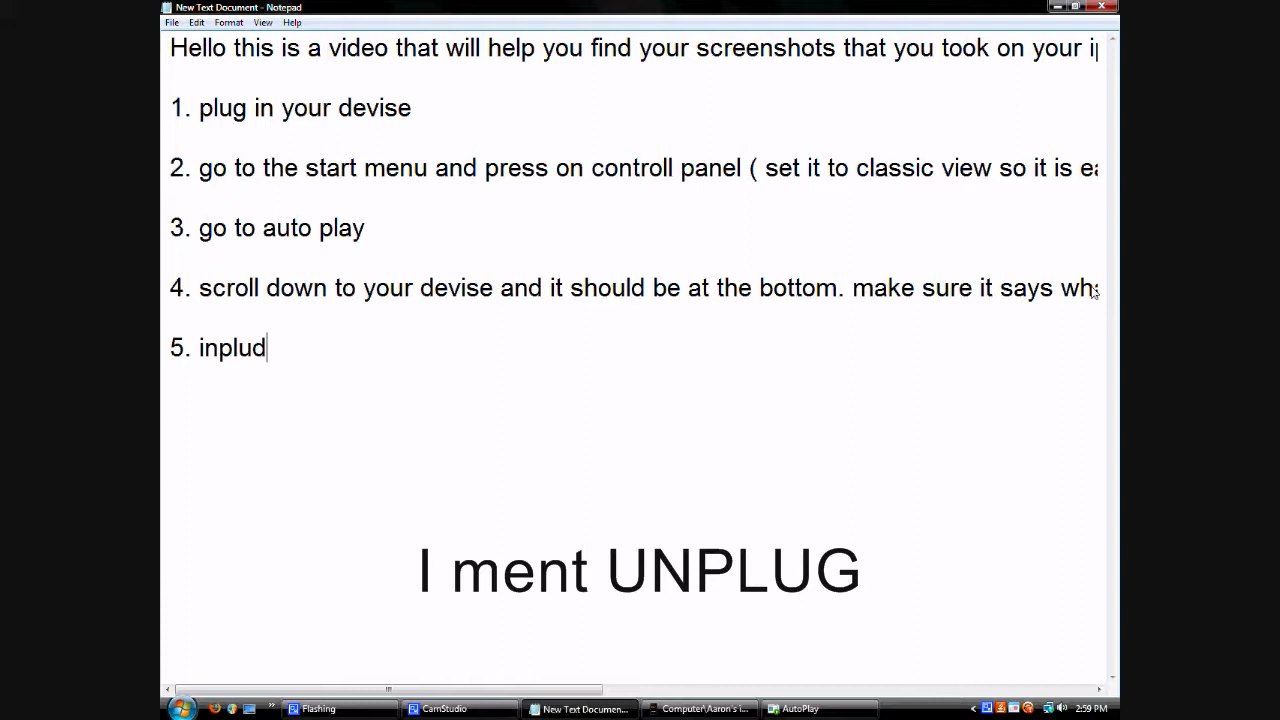 New Text Document - Notepad
File Edit Format View Help
Hello this is a video that will help you find your screenshots that you took on your
1. plug in your devise
2. go to the start menu and press on controll panel ( set it to classic view so it is
3. go to auto play
4. scroll down to your devise and it should be at the bottom. make sure it says
5. inplud
I ment UNPLUG
Flashing CamStudio New Text Documen... Computer\Aaron's i... AutoPlay 2:59 PM